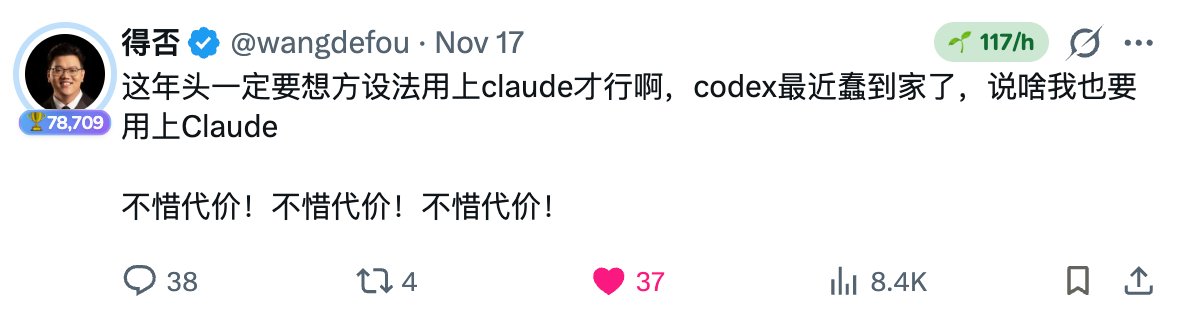 得否 @wangdefou · Nov 17 117/h
78,709
这年头一定要想方设法用上claude才行啊，codex最近蠢到家了，说啥我也要
用上Claude
不惜代价！不惜代价！不惜代价！
38 4 37 8.4K